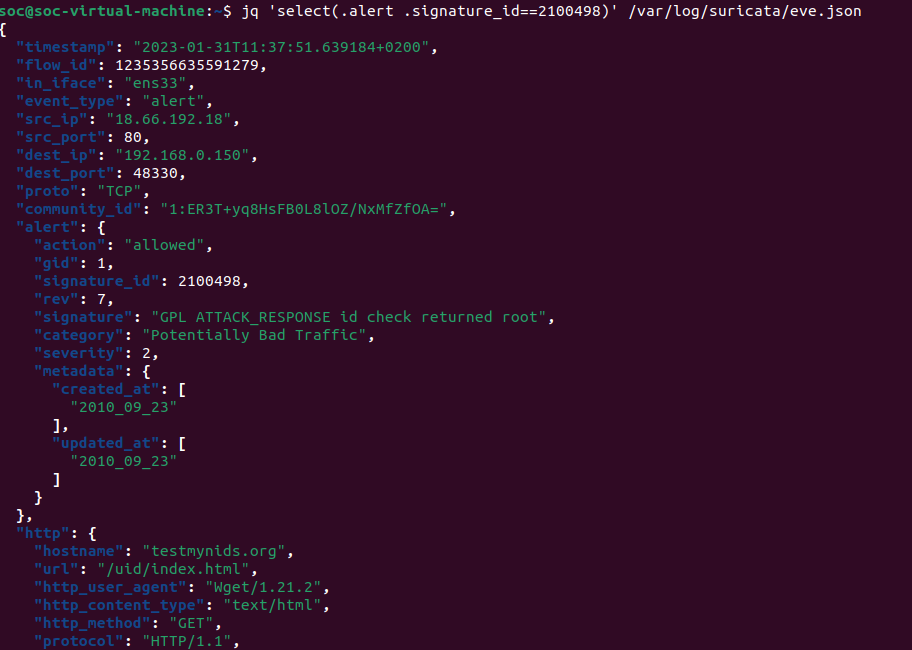 soc@soc-virtual-machine:~$ jq 'select(.alert .signature_id==2100498)' /var/log/suricata/eve.json
{
  "timestamp": "2023-01-31T11:37:51.639184+0200",
  "flow_id": 1235356635591279,
  "in_iface": "ens33",
  "event_type": "alert",
  "src_ip": "18.66.192.18",
  "src_port": 80,
  "dest_ip": "192.168.0.150",
  "dest_port": 48330,
  "proto": "TCP",
  "community_id": "1:ER3T+yq8HsFB0L8lOZ/NxMfZfOA=",
  "alert": {
    "action": "allowed",
    "gid": 1,
    "signature_id": 2100498,
    "rev": 7,
    "signature": "GPL ATTACK_RESPONSE id check returned root",
    "category": "Potentially Bad Traffic",
    "severity": 2,
    "metadata": {
      "created_at": [
        "2010_09_23"
      ],
      "updated_at": [
        "2010_09_23"
      ]
    }
  },
  "http": {
    "hostname": "testmynids.org",
    "url": "/uid/index.html",
    "http_user_agent": "Wget/1.21.2",
    "http_content_type": "text/html",
    "http_method": "GET",
    "protocol": "HTTP/1.1",